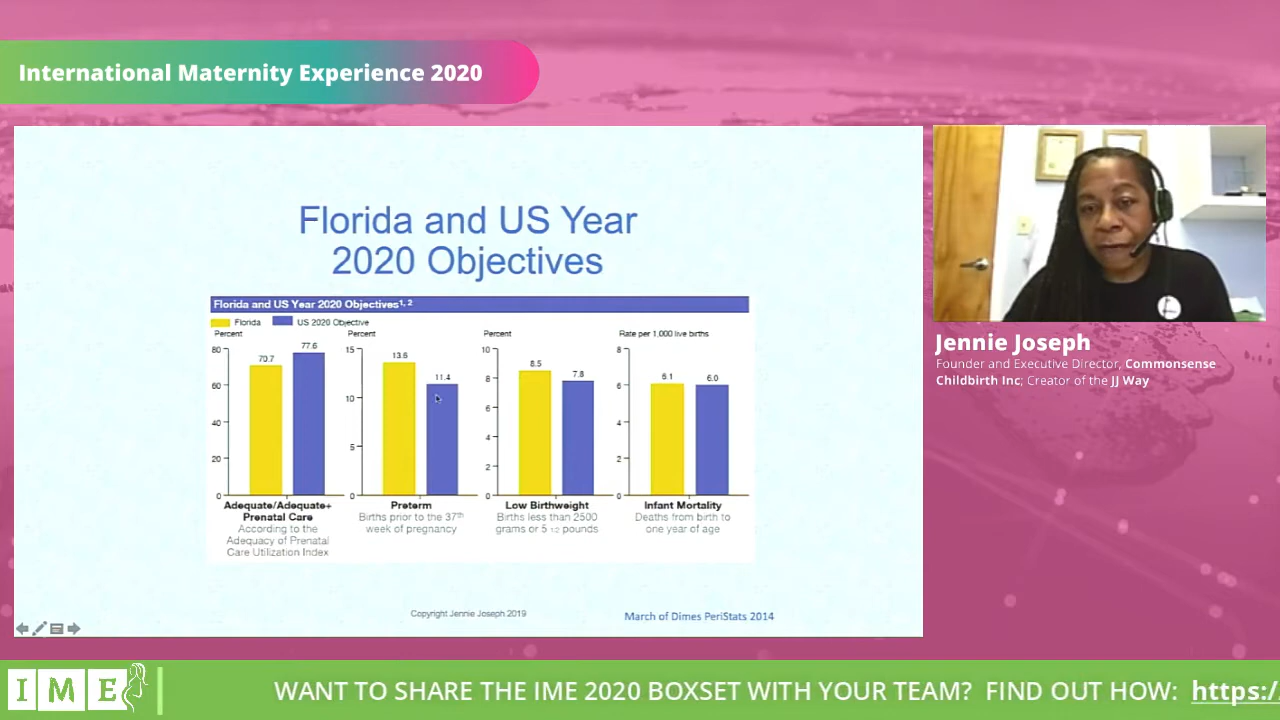 International Maternity Experience 2020
Florida and US Year
2020 Objectives
Florida and US Year 2020 Objectives1, 2
Florida
US 2020 Objective
Percent
80
60
40
20
0
70.7
77.6
Adequate/Adequate+
Prenatal Care
According to the
Adequacy of Prenatal
Care Utilization Index
Percent
15
10
5
0
13.6
11.4
Preterm
Births prior to the 37th
week of pregnancy
Percent
10
8
6
4
2
0
8.5
7.8
Low Birthweight
Births less than 2500
grams or 5 1/2 pounds
Rate per 1,000 live births
8
6
4
2
0
6.1
6.0
Infant Mortality
Deaths from birth to
one year of age
Copyright Jennie Joseph 2019
March of Dimes PeriStats 2014
Jennie Joseph
Founder and Executive Director, Commonsense
Childbirth Inc; Creator of the JJ Way
IME
WANT TO SHARE THE IME 2020 BOXSET WITH YOUR TEAM? FIND OUT HOW: https:/